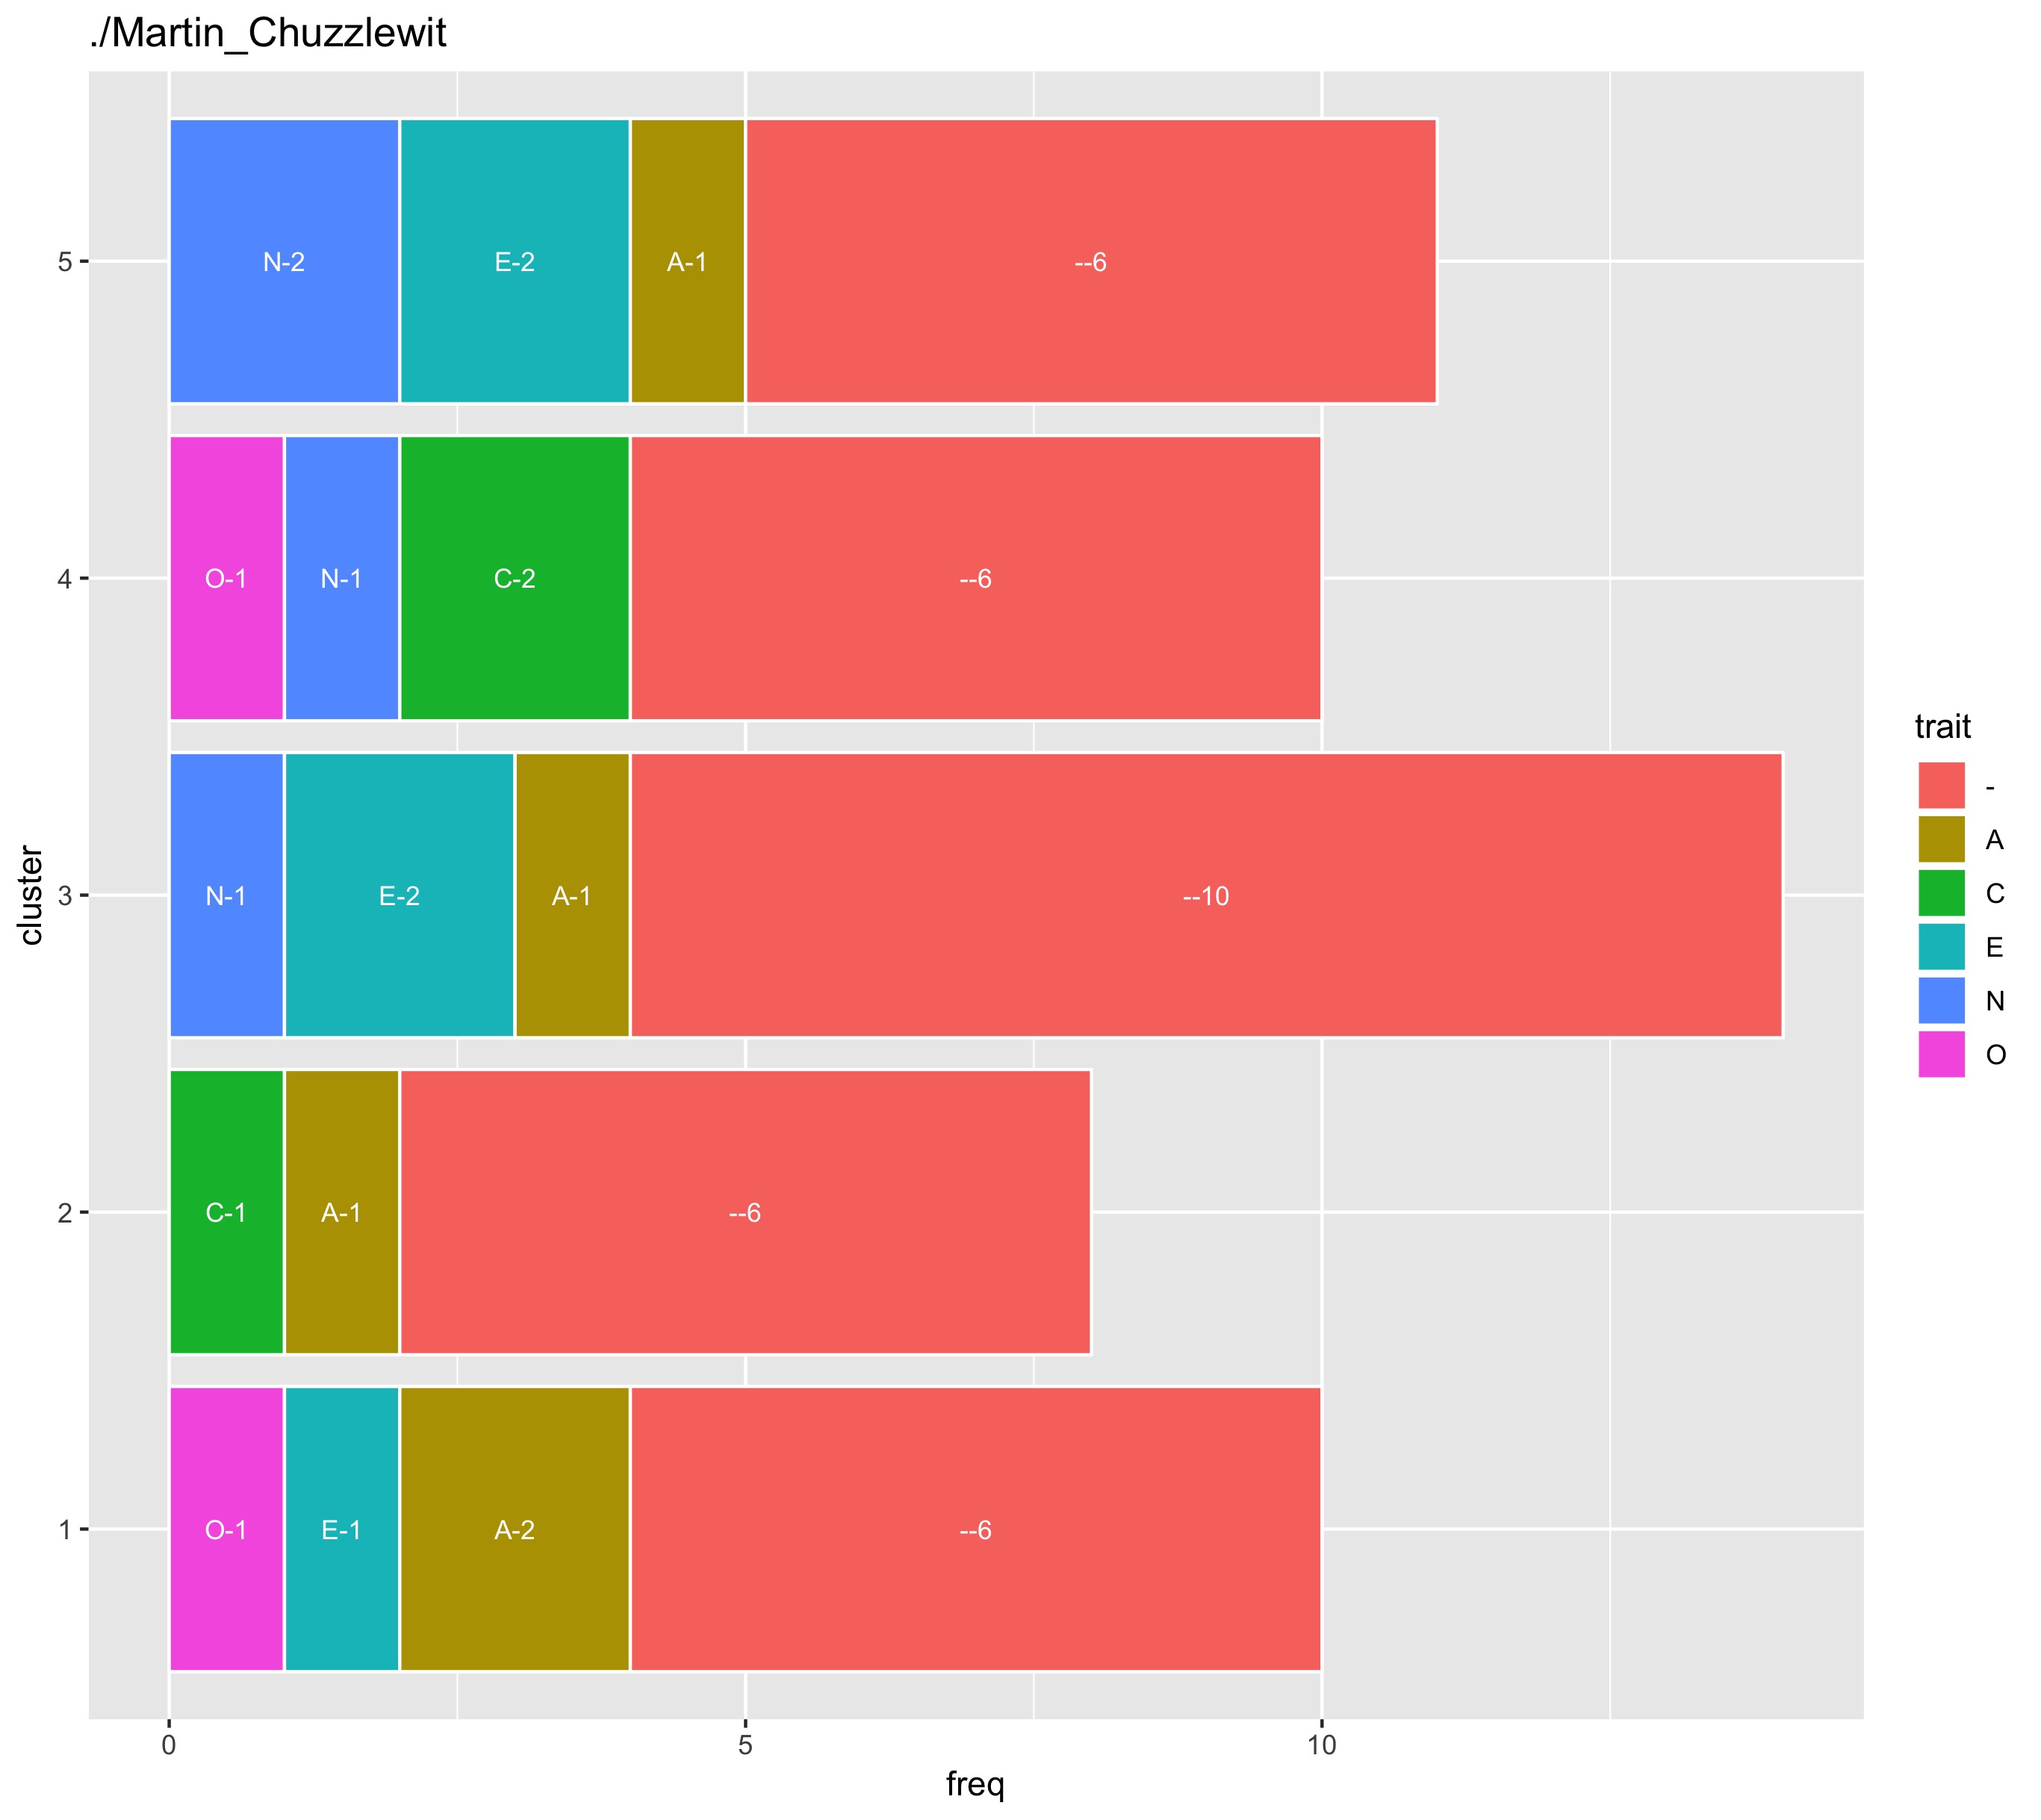 ./Martin_Chuzzlewit
5
N-2 E-2 A-1 --6
4
O-1 N-1 C-2 --6
3
N-1 E-2 A-1 --10
2
C-1 A-1 --6
1
O-1 E-1 A-2 --6
cluster
0 5 10
freq
trait
-
A
C
E
N
O